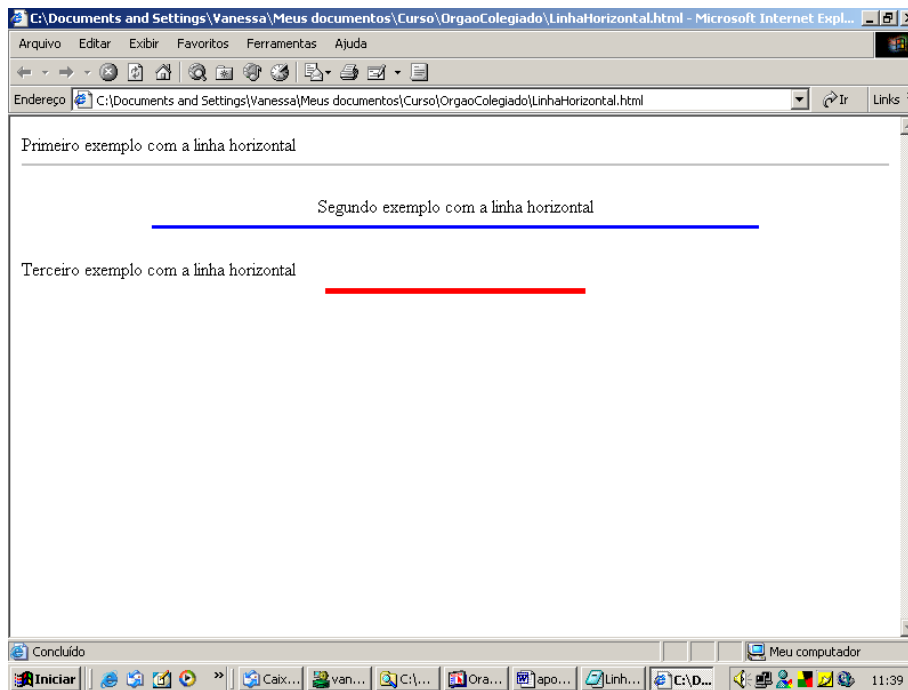 C:\Documents and Settings\Vanessa\Meus documentos\Curso\OrgaoColegiado\LinhaHorizontal.html - Microsoft Internet Expl...
Arquivo Editar Exibir Favoritos Ferramentas Ajuda
Endereço C:\Documents and Settings\Vanessa\Meus documentos\Curso\OrgaoColegiado\LinhaHorizontal.html Ir Links
Primeiro exemplo com a linha horizontal
Segundo exemplo com a linha horizontal
Terceiro exemplo com a linha horizontal
Concluído Meu computador
Iniciar » Caix... van... C:\... Ora... apo... Linh... C:\D... 11:39